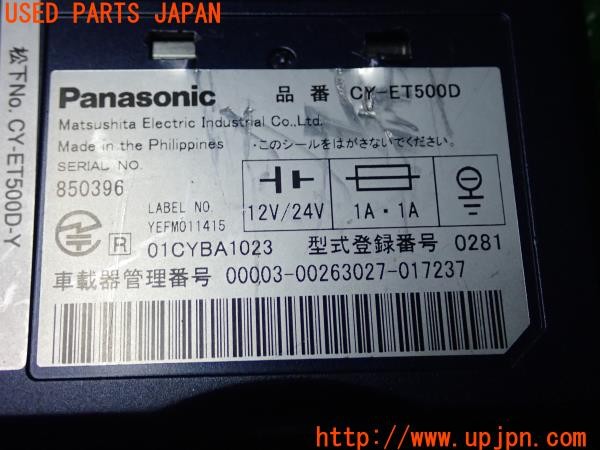 USED PARTS JAPAN
松下No. CY-ET500D-Y
Panasonic 品番 CY-ET500D
Matsushita Electric Industrial Co.,Ltd.
Made in the Philippines ・このシールをはがさないでください。
SERIAL NO.
850396
LABEL NO.
YEFM011415
12V/24V 1A・1A
R 01CYBA1023 型式登録番号 0281
車載器管理番号 00003-00263027-017237
http://www.upjpn.com